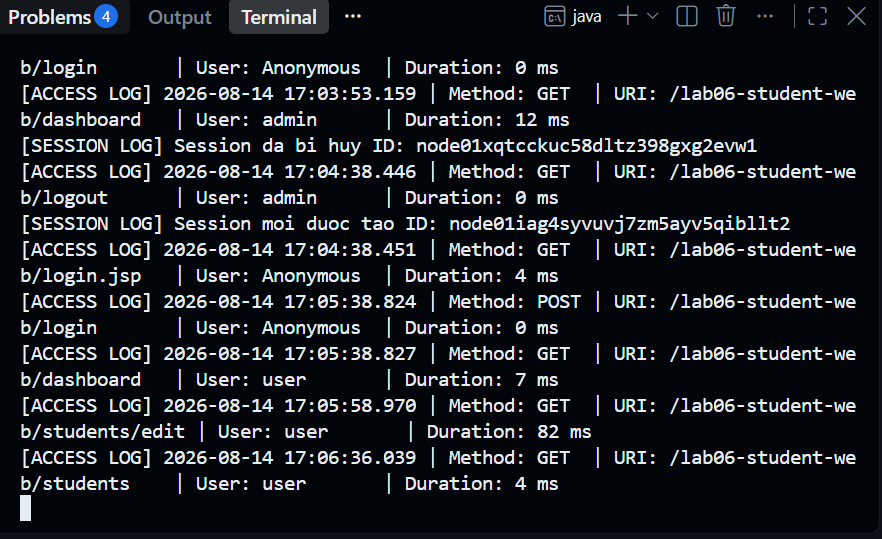 Problems 4 Output Terminal ··· java
b/login       | User: Anonymous  | Duration: 0 ms
[ACCESS LOG] 2026-08-14 17:03:53.159 | Method: GET  | URI: /lab06-student-we
b/dashboard   | User: admin      | Duration: 12 ms
[SESSION LOG] Session da bi huy ID: node01xqtcckuc58dltz398gxg2evw1
[ACCESS LOG] 2026-08-14 17:04:38.446 | Method: GET  | URI: /lab06-student-we
b/logout      | User: admin      | Duration: 0 ms
[SESSION LOG] Session moi duoc tao ID: node01iag4syvuvj7zm5ayv5qibllt2
[ACCESS LOG] 2026-08-14 17:04:38.451 | Method: GET  | URI: /lab06-student-we
b/login.jsp   | User: Anonymous  | Duration: 4 ms
[ACCESS LOG] 2026-08-14 17:05:38.824 | Method: POST | URI: /lab06-student-we
b/login       | User: Anonymous  | Duration: 0 ms
[ACCESS LOG] 2026-08-14 17:05:38.827 | Method: GET  | URI: /lab06-student-we
b/dashboard   | User: user       | Duration: 7 ms
[ACCESS LOG] 2026-08-14 17:05:58.970 | Method: GET  | URI: /lab06-student-we
b/students/edit | User: user       | Duration: 82 ms
[ACCESS LOG] 2026-08-14 17:06:36.039 | Method: GET  | URI: /lab06-student-we
b/students    | User: user       | Duration: 4 ms